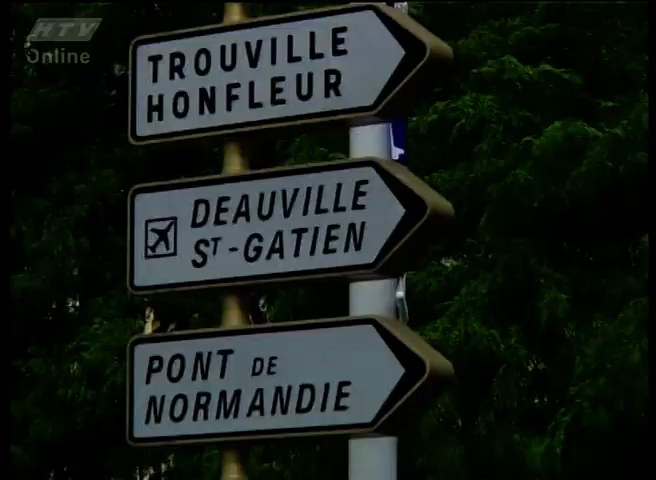 HTV
Online
TROUVILLE
HONFLEUR
DEAUVILLE
ST-GATIEN
PONT DE
NORMANDIE